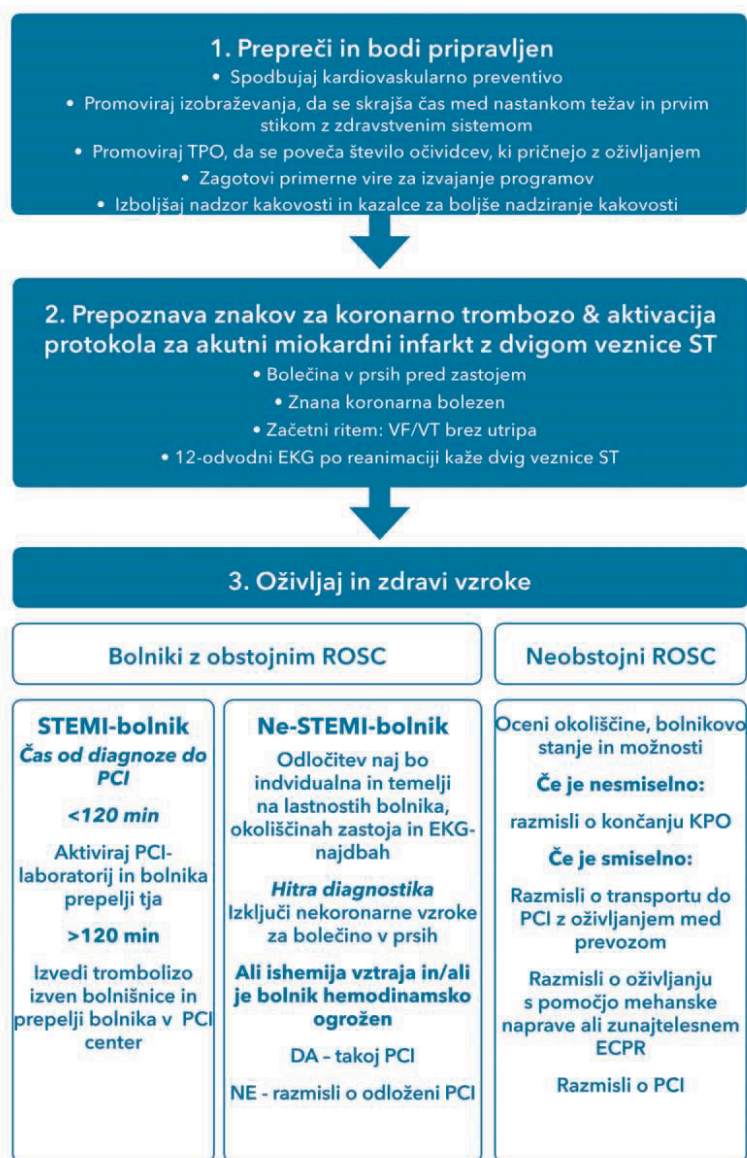 1. Prepreči in bodi pripravljen
• Spodbujaj kardiovaskularno preventivo
• Promoviraj izobraževanja, da se skrajša čas med nastankom težav in prvim
stikom z zdravstvenim sistemom
• Promoviraj TPO, da se poveča število očividcev, ki pričnejo z oživljanjem
• Zagotovi primerne vire za izvajanje programov
• Izboljšaj nadzor kakovosti in kazalce za boljše nadziranje kakovosti
2. Prepoznava znakov za koronarno trombozo & aktivacija
protokola za akutni miokardni infarkt z dvigom veznice ST
• Bolečina v prsih pred zastojem
• Znana koronarna bolezen
• Začetni ritem: VF/VT brez utripa
• 12-odvodni EKG po reanimaciji kaže dvig veznice ST
3. Oživljaj in zdravi vzroke
Bolniki z obstojnim ROSC
STEMI-bolnik
Čas od diagnoze do
PCI
<120 min
Aktiviraj PCI-
laboratorij in bolnika
prepelji tja
>120 min
Izvedi trombolizo
izven bolnišnice in
prepelji bolnika v PCI
center
Ne-STEMI-bolnik
Odločitev naj bo
indvidualna in temelji
na lastnostih bolnika,
okoliščinah zastoja in EKG-
najdbah
Hitra diagnostika
Izključi nekoronarne vzroke
za bolečino v prsih
Ali ishemija vztraja in/ali
je bolnik hemodinamsko
ogrožen
DA – takoj PCI
NE - razmisli o odloženi PCI
Neobstojni ROSC
Oceni okoliščine, bolnikovo
stanje in možnosti
Če je nesmiselno:
razmisli o končanju KPO
Če je smiselno:
Razmisli o transportu do
PCI z oživljanjem med
prevozom
Razmisli o oživljanju
s pomočjo mehanske
naprave ali zunajtelesnem
ECPR
Razmisli o PCI